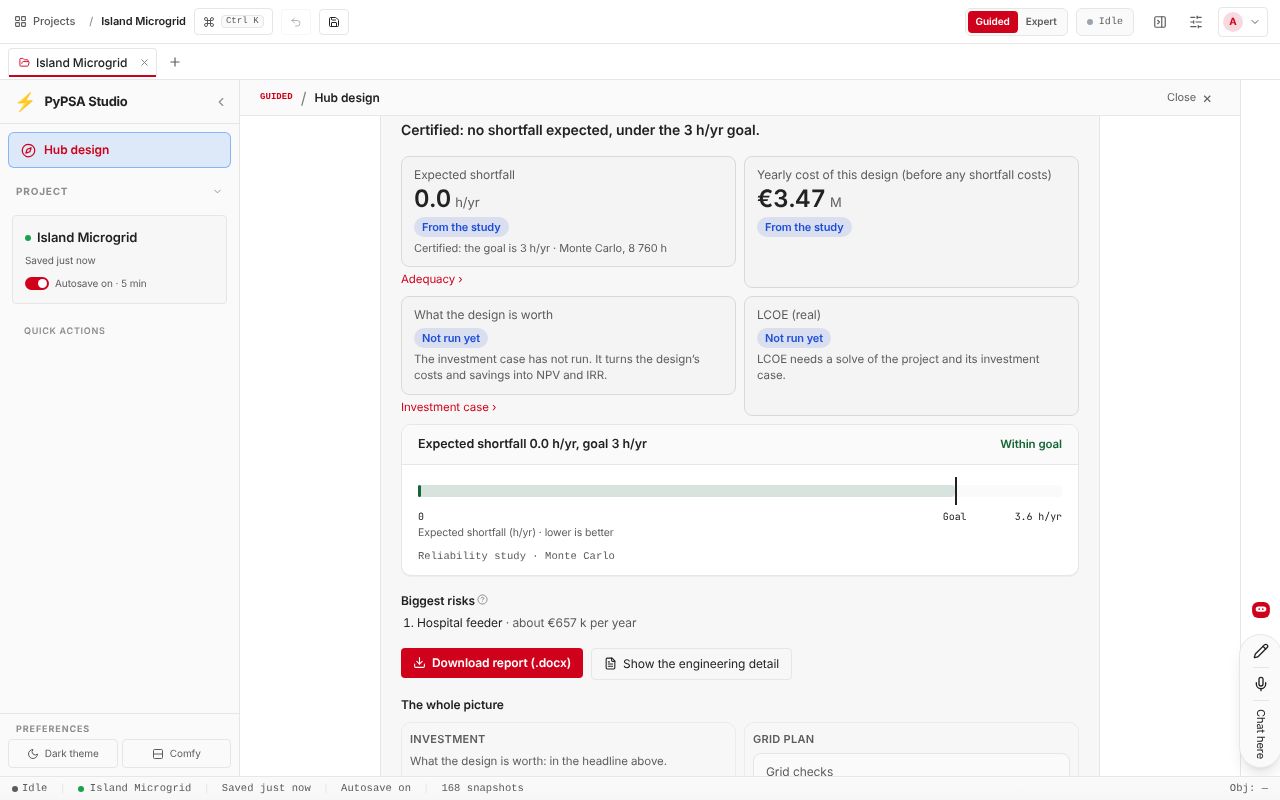 Projects / Island Microgrid Ctrl K Guided Expert Idle A
Island Microgrid
PyPSA Studio
GUIDED / Hub design Close
Hub design
PROJECT
Island Microgrid
Saved just now
Autosave on · 5 min
QUICK ACTIONS
Certified: no shortfall expected, under the 3 h/yr goal.
Expected shortfall
0.0 h/yr
From the study
Certified: the goal is 3 h/yr · Monte Carlo, 8 760 h
Adequacy ›
Yearly cost of this design (before any shortfall costs)
€3.47 M
From the study
What the design is worth
Not run yet
The investment case has not run. It turns the design's
costs and savings into NPV and IRR.
Investment case ›
LCOE (real)
Not run yet
LCOE needs a solve of the project and its investment
case.
Expected shortfall 0.0 h/yr, goal 3 h/yr Within goal
0 Goal 3.6 h/yr
Expected shortfall (h/yr) · lower is better
Reliability study · Monte Carlo
Biggest risks
1. Hospital feeder · about €657 k per year
Download report (.docx) Show the engineering detail
The whole picture
INVESTMENT
What the design is worth: in the headline above.
GRID PLAN
Grid checks
Chat here
PREFERENCES
Dark theme Comfy
Idle Island Microgrid Saved just now Autosave on 168 snapshots Obj: —